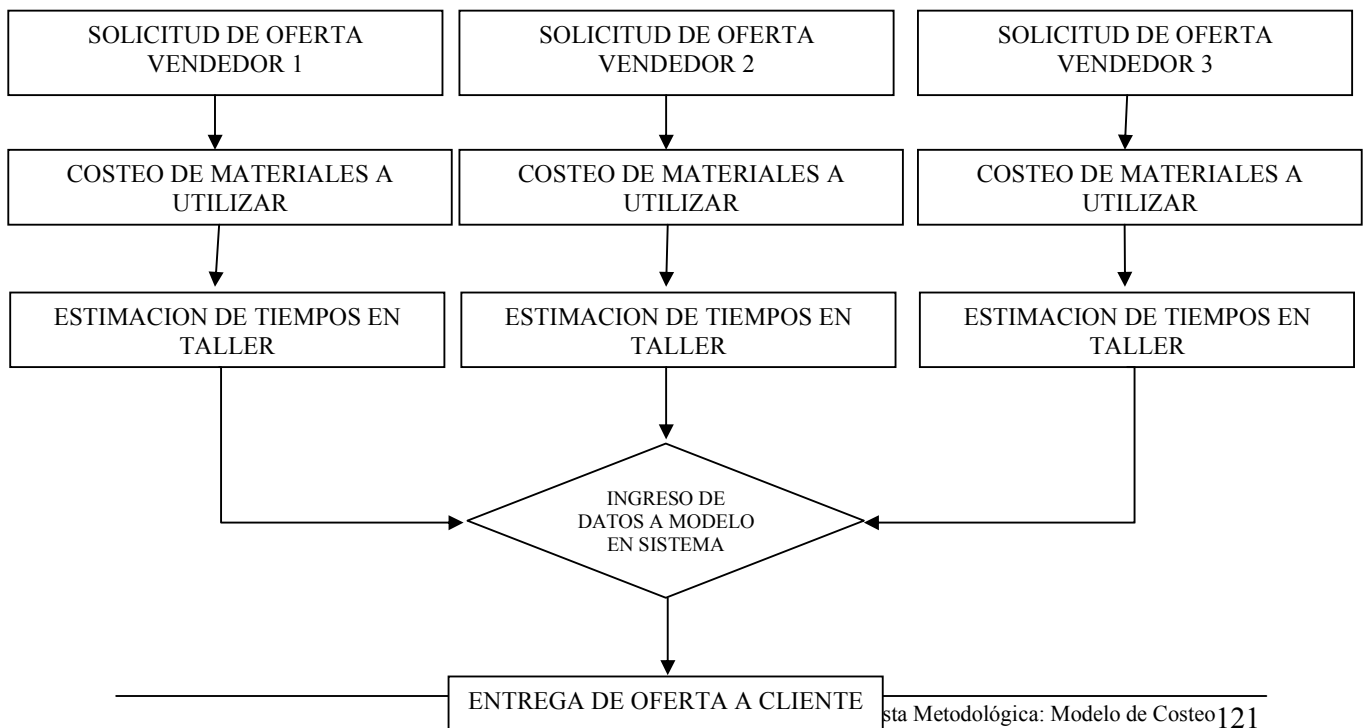 SOLICITUD DE OFERTA
VENDEDOR 1
SOLICITUD DE OFERTA
VENDEDOR 2
SOLICITUD DE OFERTA
VENDEDOR 3
COSTEO DE MATERIALES A
UTILIZAR
COSTEO DE MATERIALES A
UTILIZAR
COSTEO DE MATERIALES A
UTILIZAR
ESTIMACION DE TIEMPOS EN
TALLER
ESTIMACION DE TIEMPOS EN
TALLER
ESTIMACION DE TIEMPOS EN
TALLER
INGRESO DE
DATOS A MODELO
EN SISTEMA
ENTREGA DE OFERTA A CLIENTE
sta Metodológica: Modelo de Costeo 121